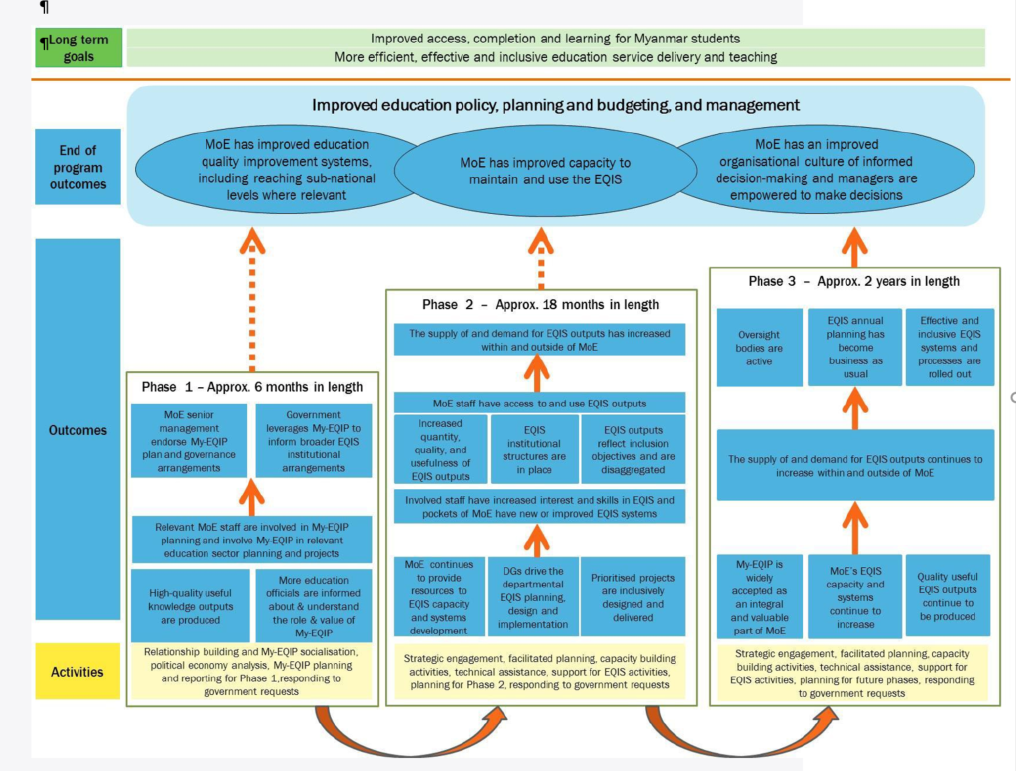 ¶
¶Long term
goals
Improved access, completion and learning for Myanmar students
More efficient, effective and inclusive education service delivery and teaching
End of
program
outcomes
Improved education policy, planning and budgeting, and management
MoE has improved education
quality improvement systems,
including reaching sub-national
levels where relevant
MoE has improved capacity to
maintain and use the EQIS
MoE has an improved
organisational culture of informed
decision-making and managers are
empowered to make decisions
Outcomes
Phase 1 – Approx. 6 months in length
MoE senior
management
endorse My-EQIP
plan and governance
arrangements
Government
leverages My-EQIP to
inform broader EQIS
institutional
arrangements
Relevant MoE staff are involved in My-EQIP
planning and involve My-EQIP in relevant
education sector planning and projects
High-quality useful
knowledge outputs
are produced
More education
officials are informed
about & understand
the role & value of
My-EQIP
Phase 2 – Approx. 18 months in length
The supply of and demand for EQIS outputs has increased
within and outside of MoE
MoE staff have access to and use EQIS outputs
Increased
quantity,
quality, and
usefulness of
EQIS outputs
EQIS
institutional
structures are
in place
EQIS outputs
reflect inclusion
objectives and are
disaggregated
Involved staff have increased interest and skills in EQIS and
pockets of MoE have new or improved EQIS systems
MoE continues
to provide
resources to
EQIS capacity
and systems
development
DGs drive the
departmental
EQIS planning,
design and
implementation
Prioritised projects
are inclusively
designed and
delivered
Phase 3 – Approx. 2 years in length
Oversight
bodies are
active
EQIS annual
planning has
become
business as
usual
Effective and
inclusive EQIS
systems and
processes are
rolled out
The supply of and demand for EQIS outputs continues to
increase within and outside of MoE
My-EQIP is
widely
accepted as
an integral
and valuable
part of MoE
MoE's EQIS
capacity and
systems
continue to
increase
Quality useful
EQIS outputs
continue to
be produced
Activities
Relationship building and My-EQIP socialisation,
political economy analysis, My-EQIP planning
and reporting for Phase 1,responding to
government requests
Strategic engagement, facilitated planning, capacity building
activities, technical assistance, support for EQIS activities,
planning for Phase 2, responding to government requests
Strategic engagement, facilitated planning, capacity
building activities, technical assistance, support for
EQIS activities, planning for future phases, responding
to government requests